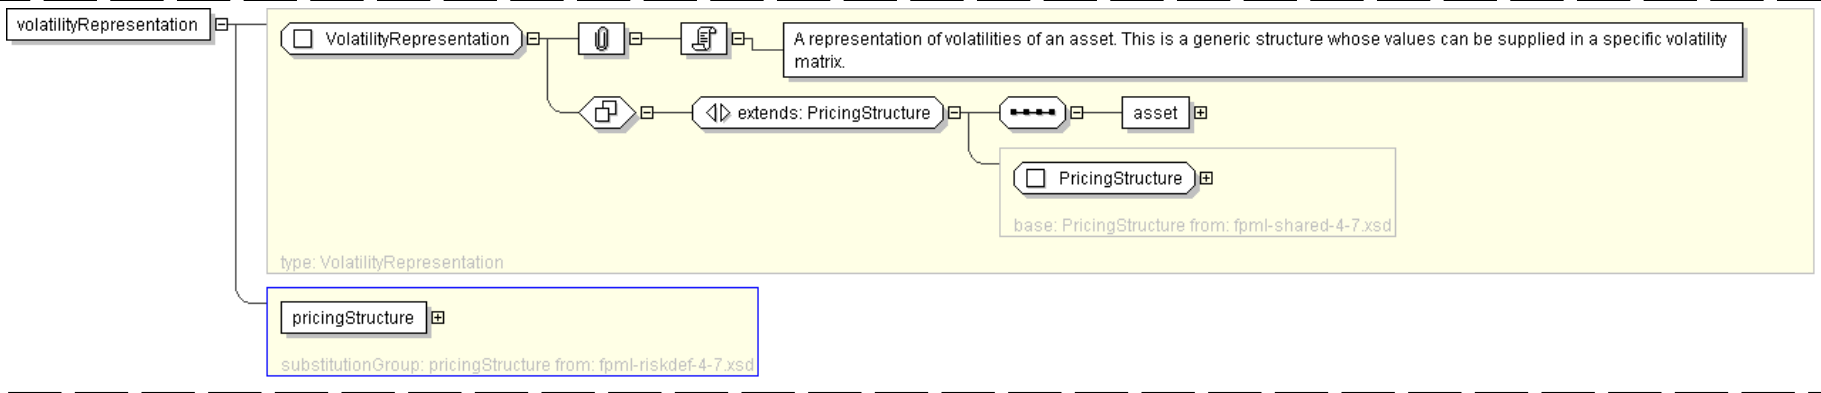 volatilityRepresentation
VolatilityRepresentation
A representation of volatilities of an asset. This is a generic structure whose values can be supplied in a specific volatility
matrix.
extends: PricingStructure
asset
PricingStructure
base: PricingStructure from: fpml-shared-4-7.xsd
type: VolatilityRepresentation
pricingStructure
substitutionGroup: pricingStructure from: fpml-riskdef-4-7.xsd